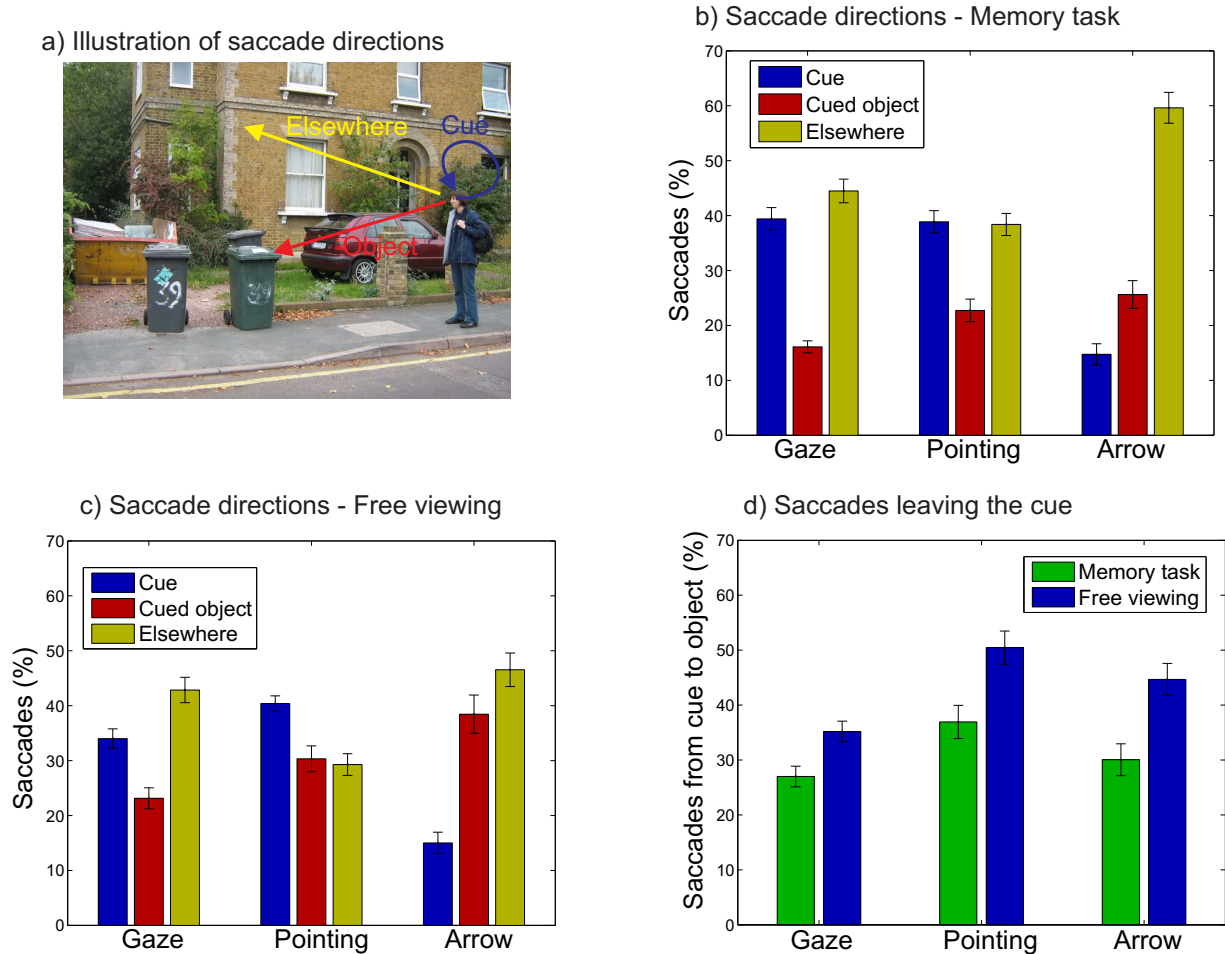 a) Illustration of saccade directions
Elsewhere
Cue
Object
39
39
b) Saccade directions - Memory task
70
60
50
40
30
20
10
0
Saccades (%)
Cue
Cued object
Elsewhere
Gaze Pointing Arrow
c) Saccade directions - Free viewing
70
60
50
40
30
20
10
0
Saccades (%)
Cue
Cued object
Elsewhere
Gaze Pointing Arrow
d) Saccades leaving the cue
70
60
50
40
30
20
10
0
Saccades from cue to object (%)
Memory task
Free viewing
Gaze Pointing Arrow